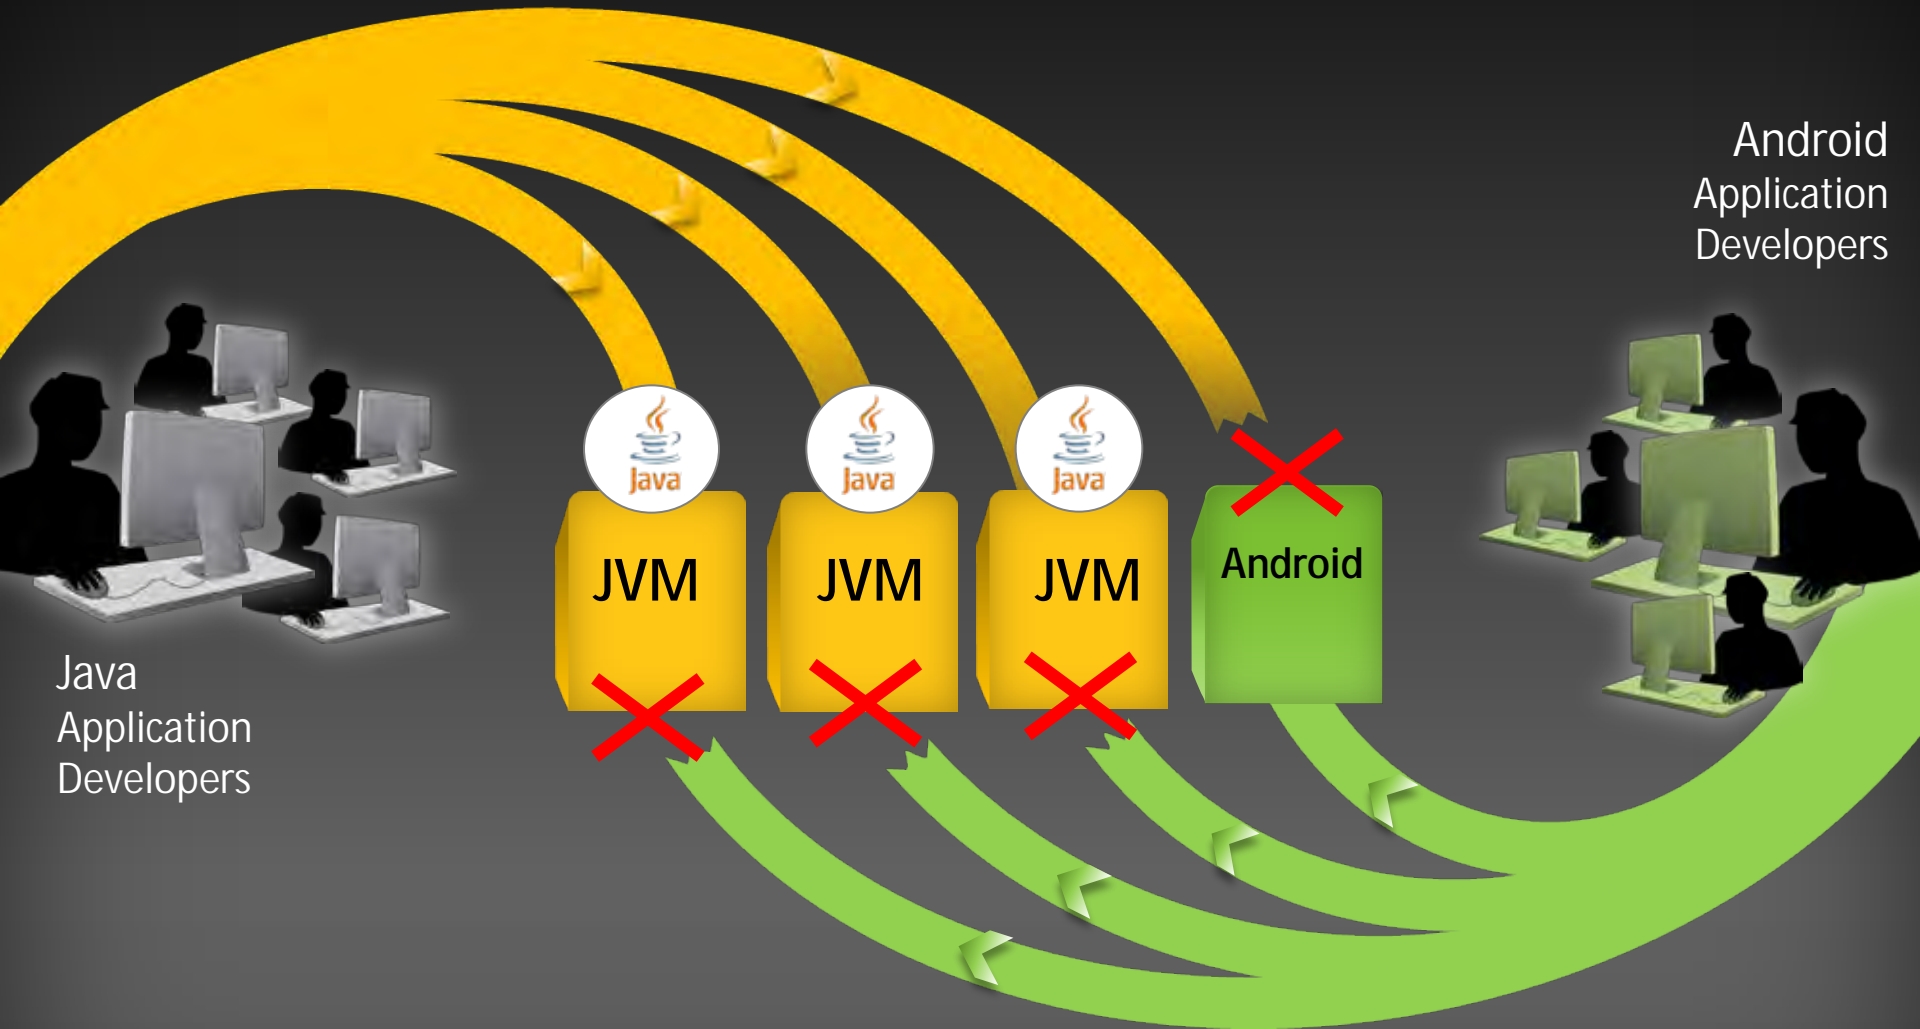 Android
Application
Developers
Java
Java
Java
JVM
JVM
JVM
Android
Java
Application
Developers